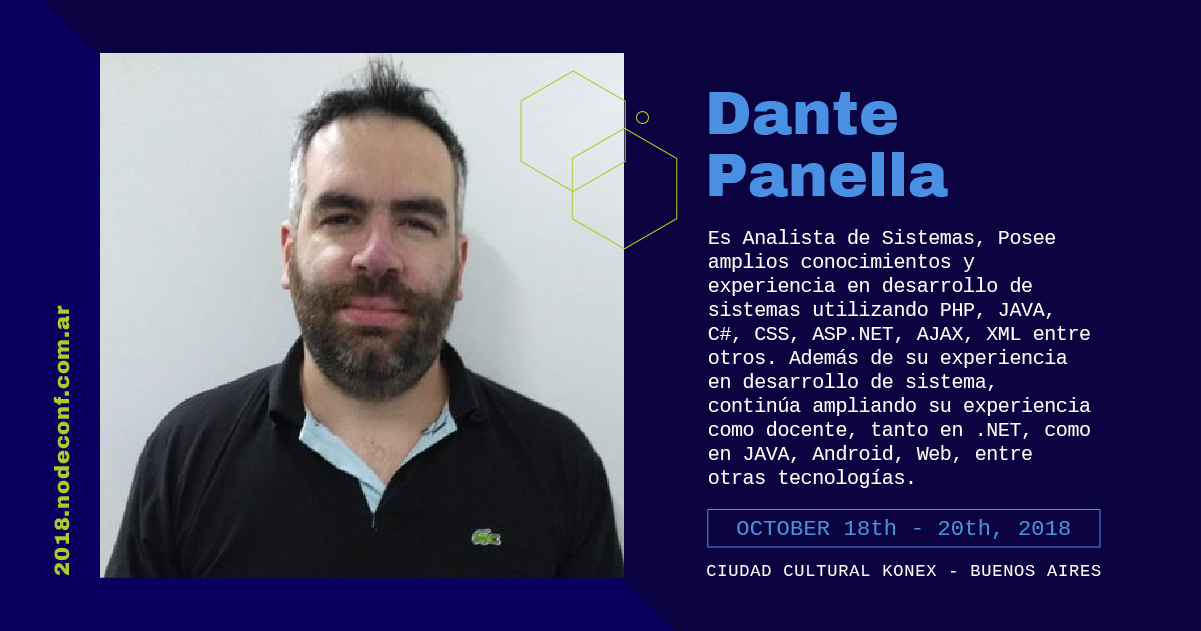 Dante
Panella
Es Analista de Sistemas, Posee
amplios conocimientos y
experiencia en desarrollo de
sistemas utilizando PHP, JAVA,
C#, CSS, ASP.NET, AJAX, XML entre
otros. Además de su experiencia
en desarrollo de sistema,
continúa ampliando su experiencia
como docente, tanto en .NET, como
en JAVA, Android, Web, entre
otras tecnologías.
OCTOBER 18th - 20th, 2018
CIUDAD CULTURAL KONEX - BUENOS AIRES
2018.nodeconf.com.ar